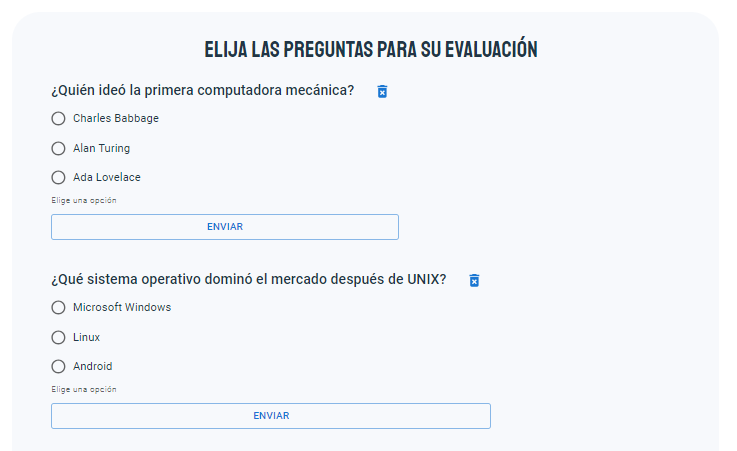 ELIJA LAS PREGUNTAS PARA SU EVALUACIÓN
¿Quién ideó la primera computadora mecánica?
Charles Babbage
Alan Turing
Ada Lovelace
Elige una opción
ENVIAR
¿Qué sistema operativo dominó el mercado después de UNIX?
Microsoft Windows
Linux
Android
Elige una opción
ENVIAR